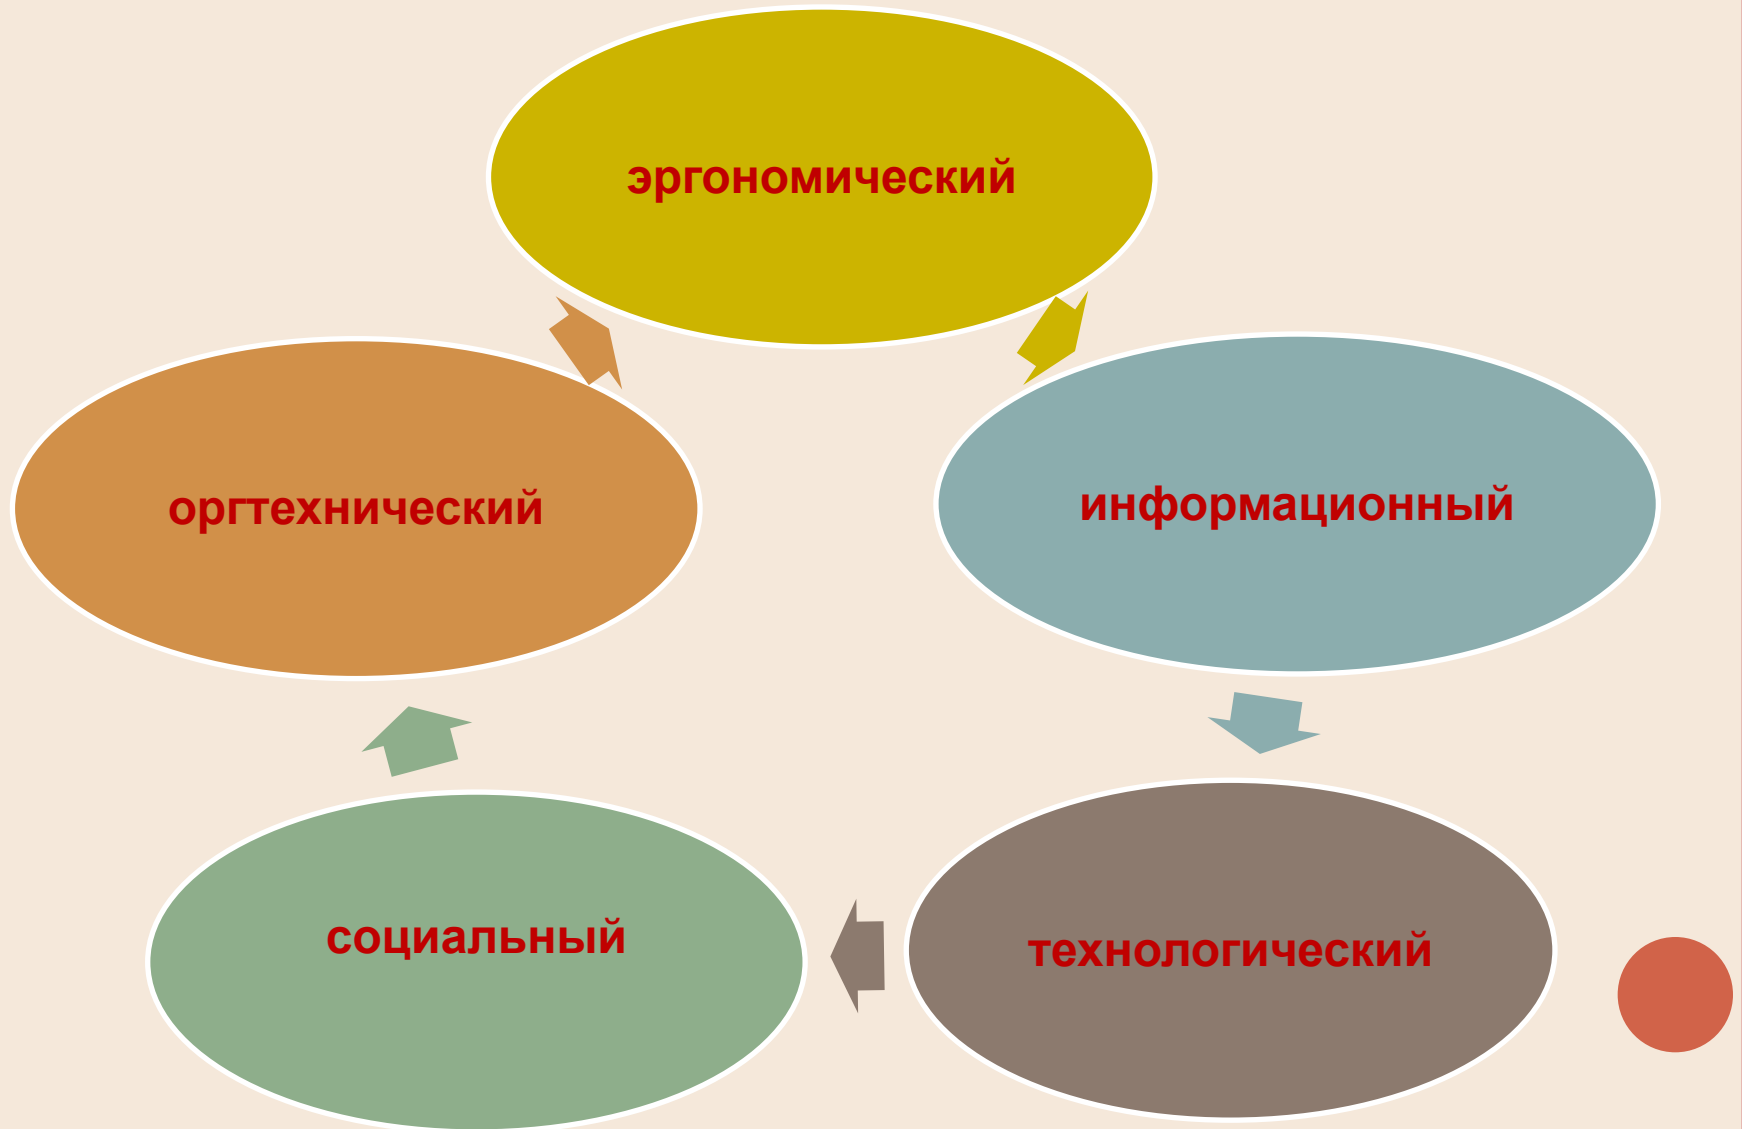 эргономический
оргтехнический
информационный
социальный
технологический